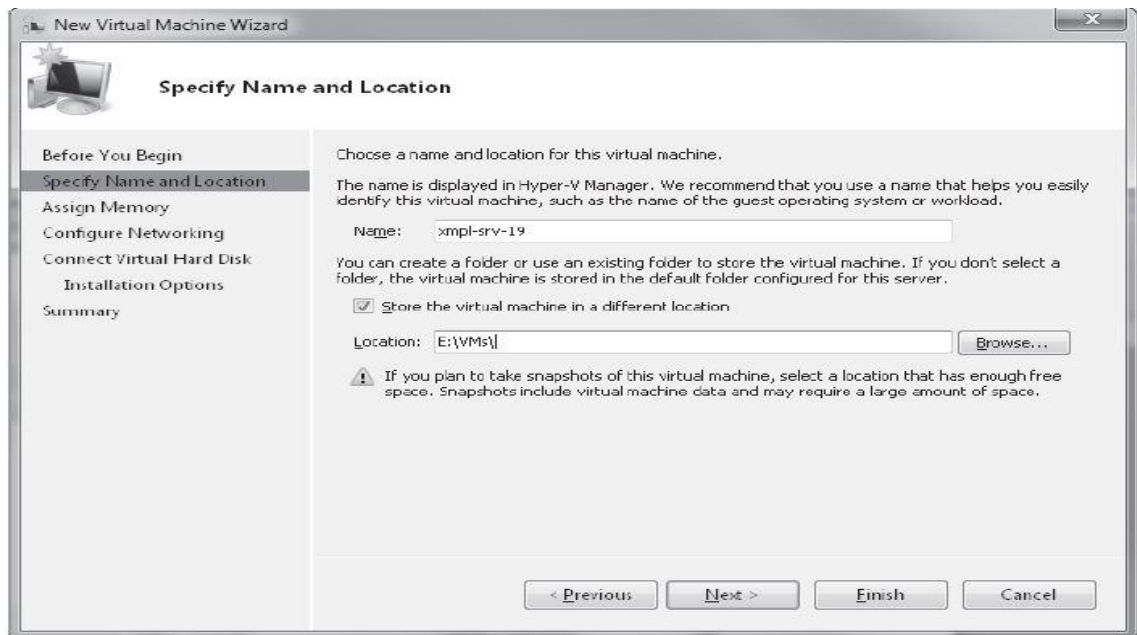 New Virtual Machine Wizard
Specify Name and Location
Before You Begin
Specify Name and Location
Assign Memory
Configure Networking
Connect Virtual Hard Disk
Installation Options
Summary
Choose a name and location for this virtual machine.
The name is displayed in Hyper-V Manager. We recommend that you use a name that helps you easily
identify this virtual machine, such as the name of the guest operating system or workload.
Name: xmpl-srv-19
You can create a folder or use an existing folder to store the virtual machine. If you don't select a
folder, the virtual machine is stored in the default folder configured for this server.
Store the virtual machine in a different location
Location: E:\VMs\
Browse...
If you plan to take snapshots of this virtual machine, select a location that has enough free
space. Snapshots include virtual machine data and may require a large amount of space.
< Previous
Next >
Finish
Cancel